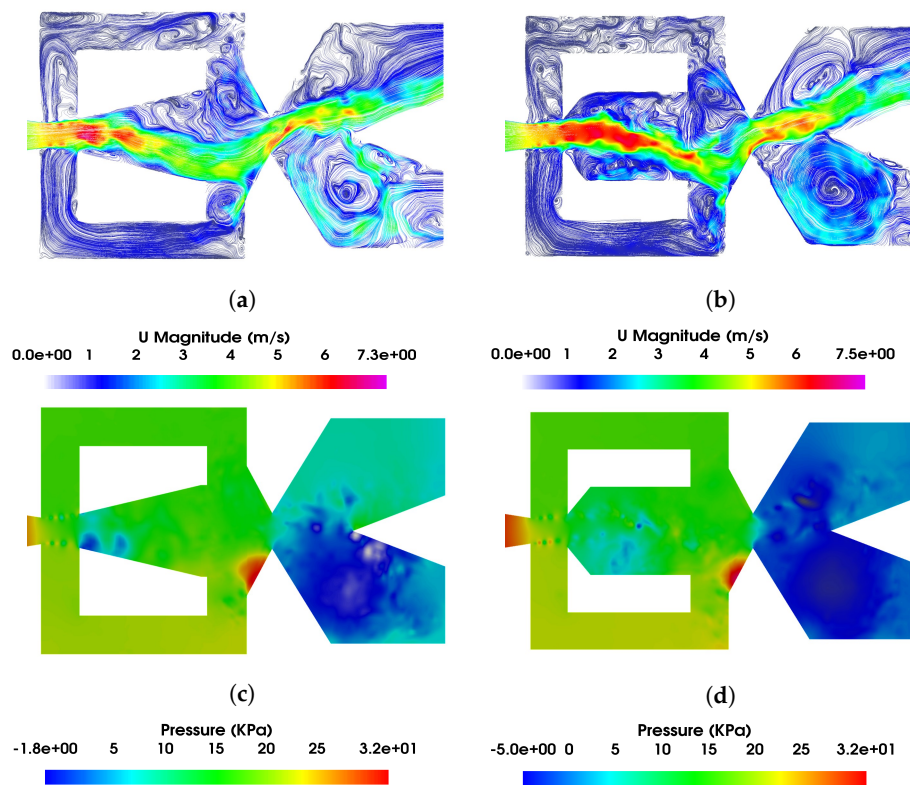 (a) (b)
U Magnitude (m/s) U Magnitude (m/s)
0.0e+00 1 2 3 4 5 6 7.3e+00 0.0e+00 1 2 3 4 5 6 7.5e+00
(c) (d)
Pressure (KPa) Pressure (KPa)
-1.8e+00 5 10 15 20 25 3.2e+01 -5.0e+00 0 5 10 15 20 25 3.2e+01